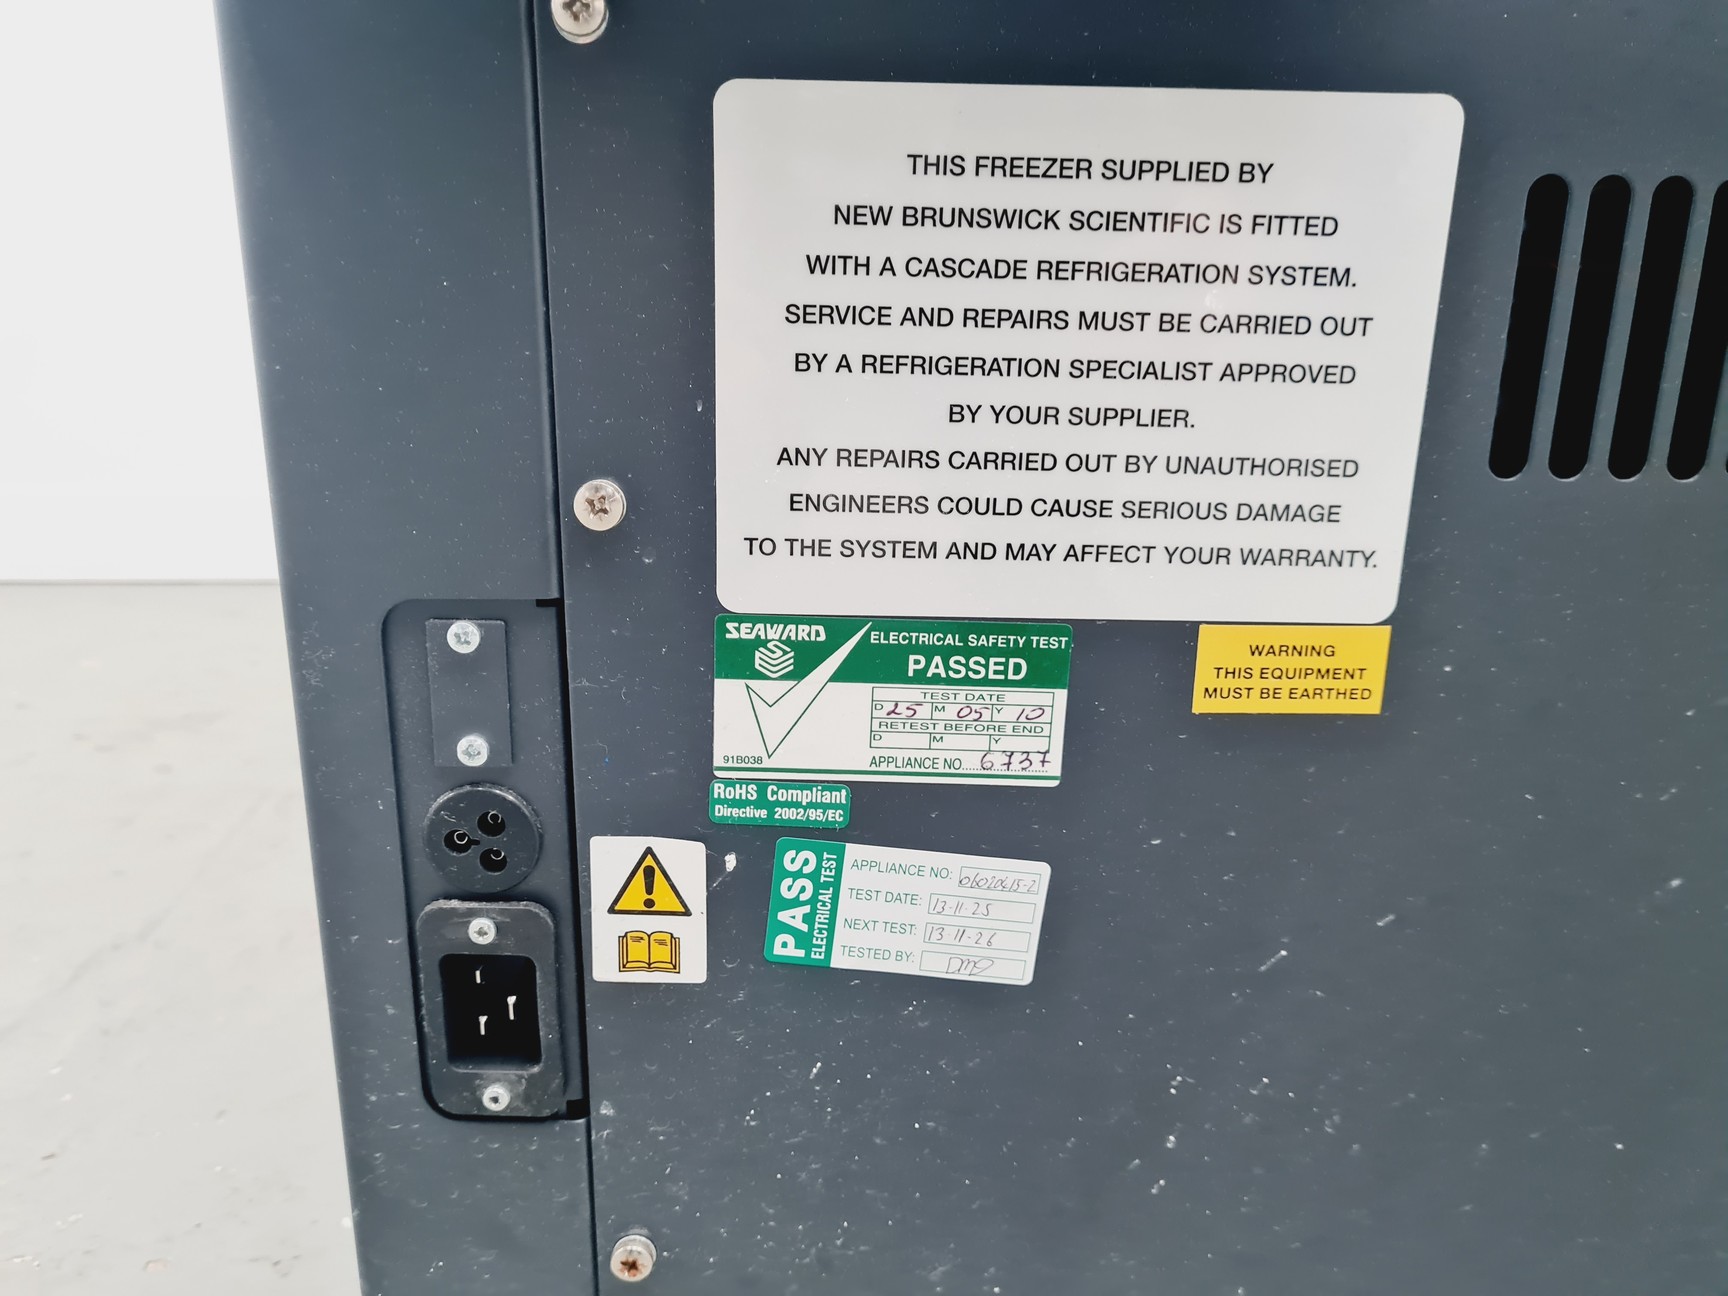 THIS FREEZER SUPPLIED BY
NEW BRUNSWICK SCIENTIFIC IS FITTED
WITH A CASCADE REFRIGERATION SYSTEM.
SERVICE AND REPAIRS MUST BE CARRIED OUT
BY A REFRIGERATION SPECIALIST APPROVED
BY YOUR SUPPLIER.
ANY REPAIRS CARRIED OUT BY UNAUTHORISED
ENGINEERS COULD CAUSE SERIOUS DAMAGE
TO THE SYSTEM AND MAY AFFECT YOUR WARRANTY.
SEAWARD
ELECTRICAL SAFETY TEST
PASSED
TEST DATE
D 25 M 05 Y 10
RETEST BEFORE END
D M Y
91B038
APPLIANCE NO. 6737
WARNING
THIS EQUIPMENT
MUST BE EARTHED
RoHS Compliant
Directive 2002/95/EC
PASS
ELECTRICAL TEST
APPLIANCE NO:
TEST DATE: 13-11-25
NEXT TEST: 13-11-26
TESTED BY: